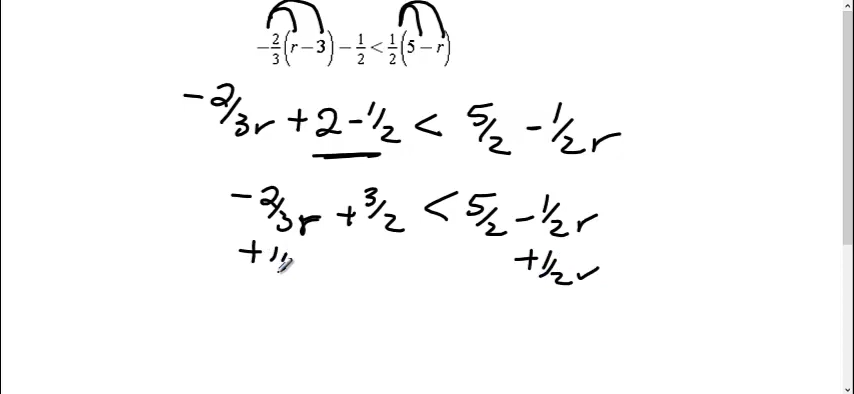 -2/3(r-3)-1/2<1/2(5-r)
-2/3r+2-1/2< 5/2-1/2r
-2/3r+3/2<5/2-1/2r
+1/ +1/2r